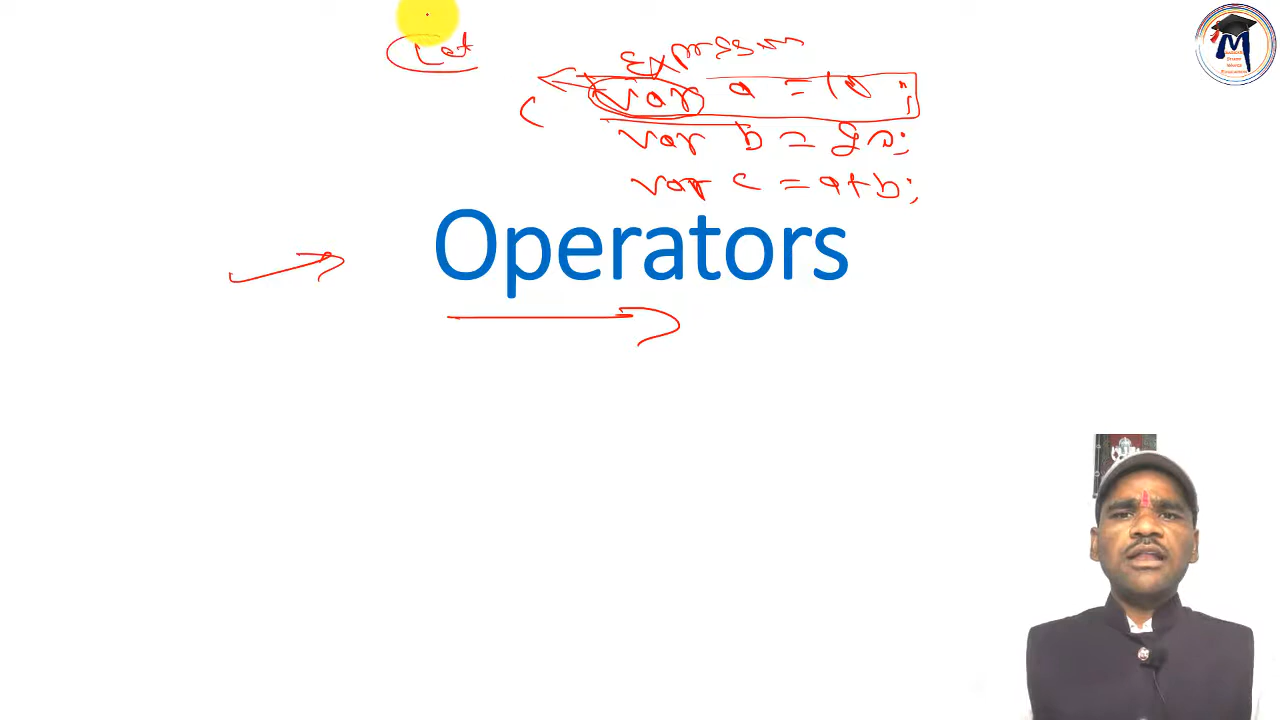 Let
Expression
var a = 10;
C
var b = 20;
var c = a+b;
Operators
M